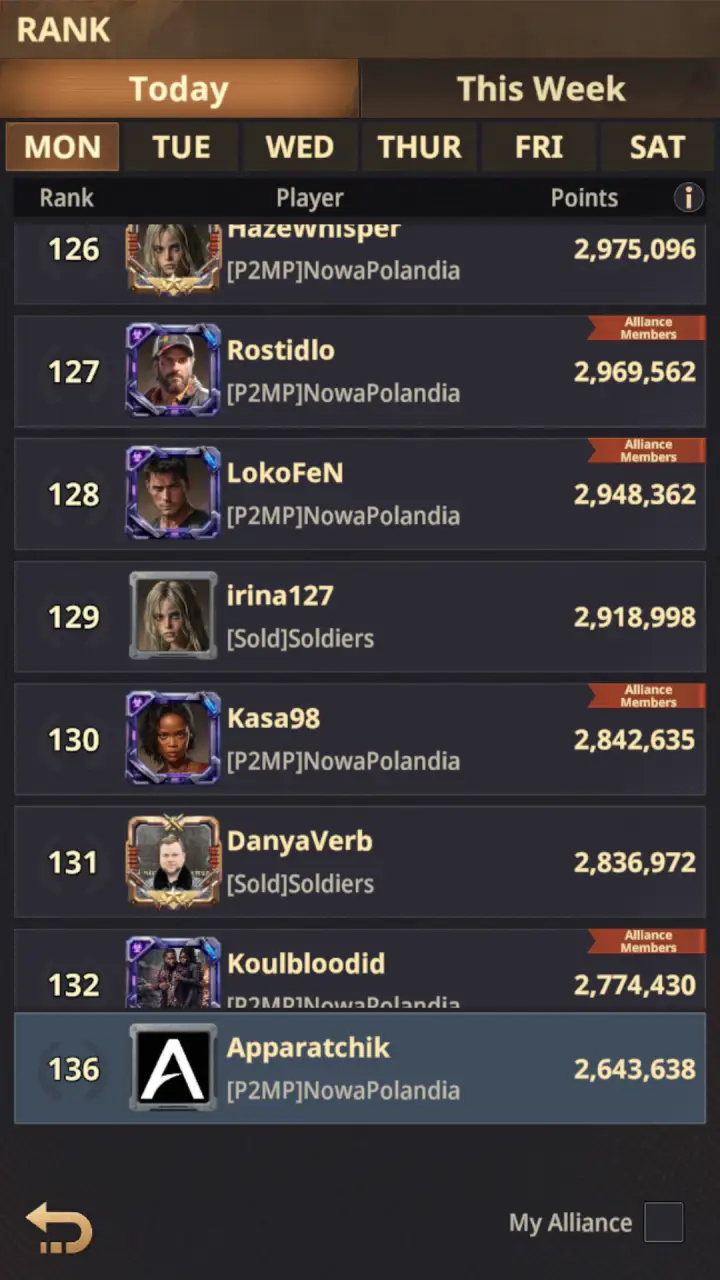 RANK
Today
This Week
MON
TUE
WED
THUR
FRI
SAT
Rank
Player
Points
126
HazeWhisper
[P2MP]NowaPolandia
2,975,096
Alliance
Members
127
Rostidlo
[P2MP]NowaPolandia
2,969,562
Alliance
Members
128
LokoFeN
[P2MP]NowaPolandia
2,948,362
129
irina127
[Sold]Soldiers
2,918,998
Alliance
Members
130
Kasa98
[P2MP]NowaPolandia
2,842,635
131
DanyaVerb
[Sold]Soldiers
2,836,972
Alliance
Members
132
Koulbloodid
[P2MP]NowaPolandia
2,774,430
136
Apparatchik
[P2MP]NowaPolandia
2,643,638
My Alliance